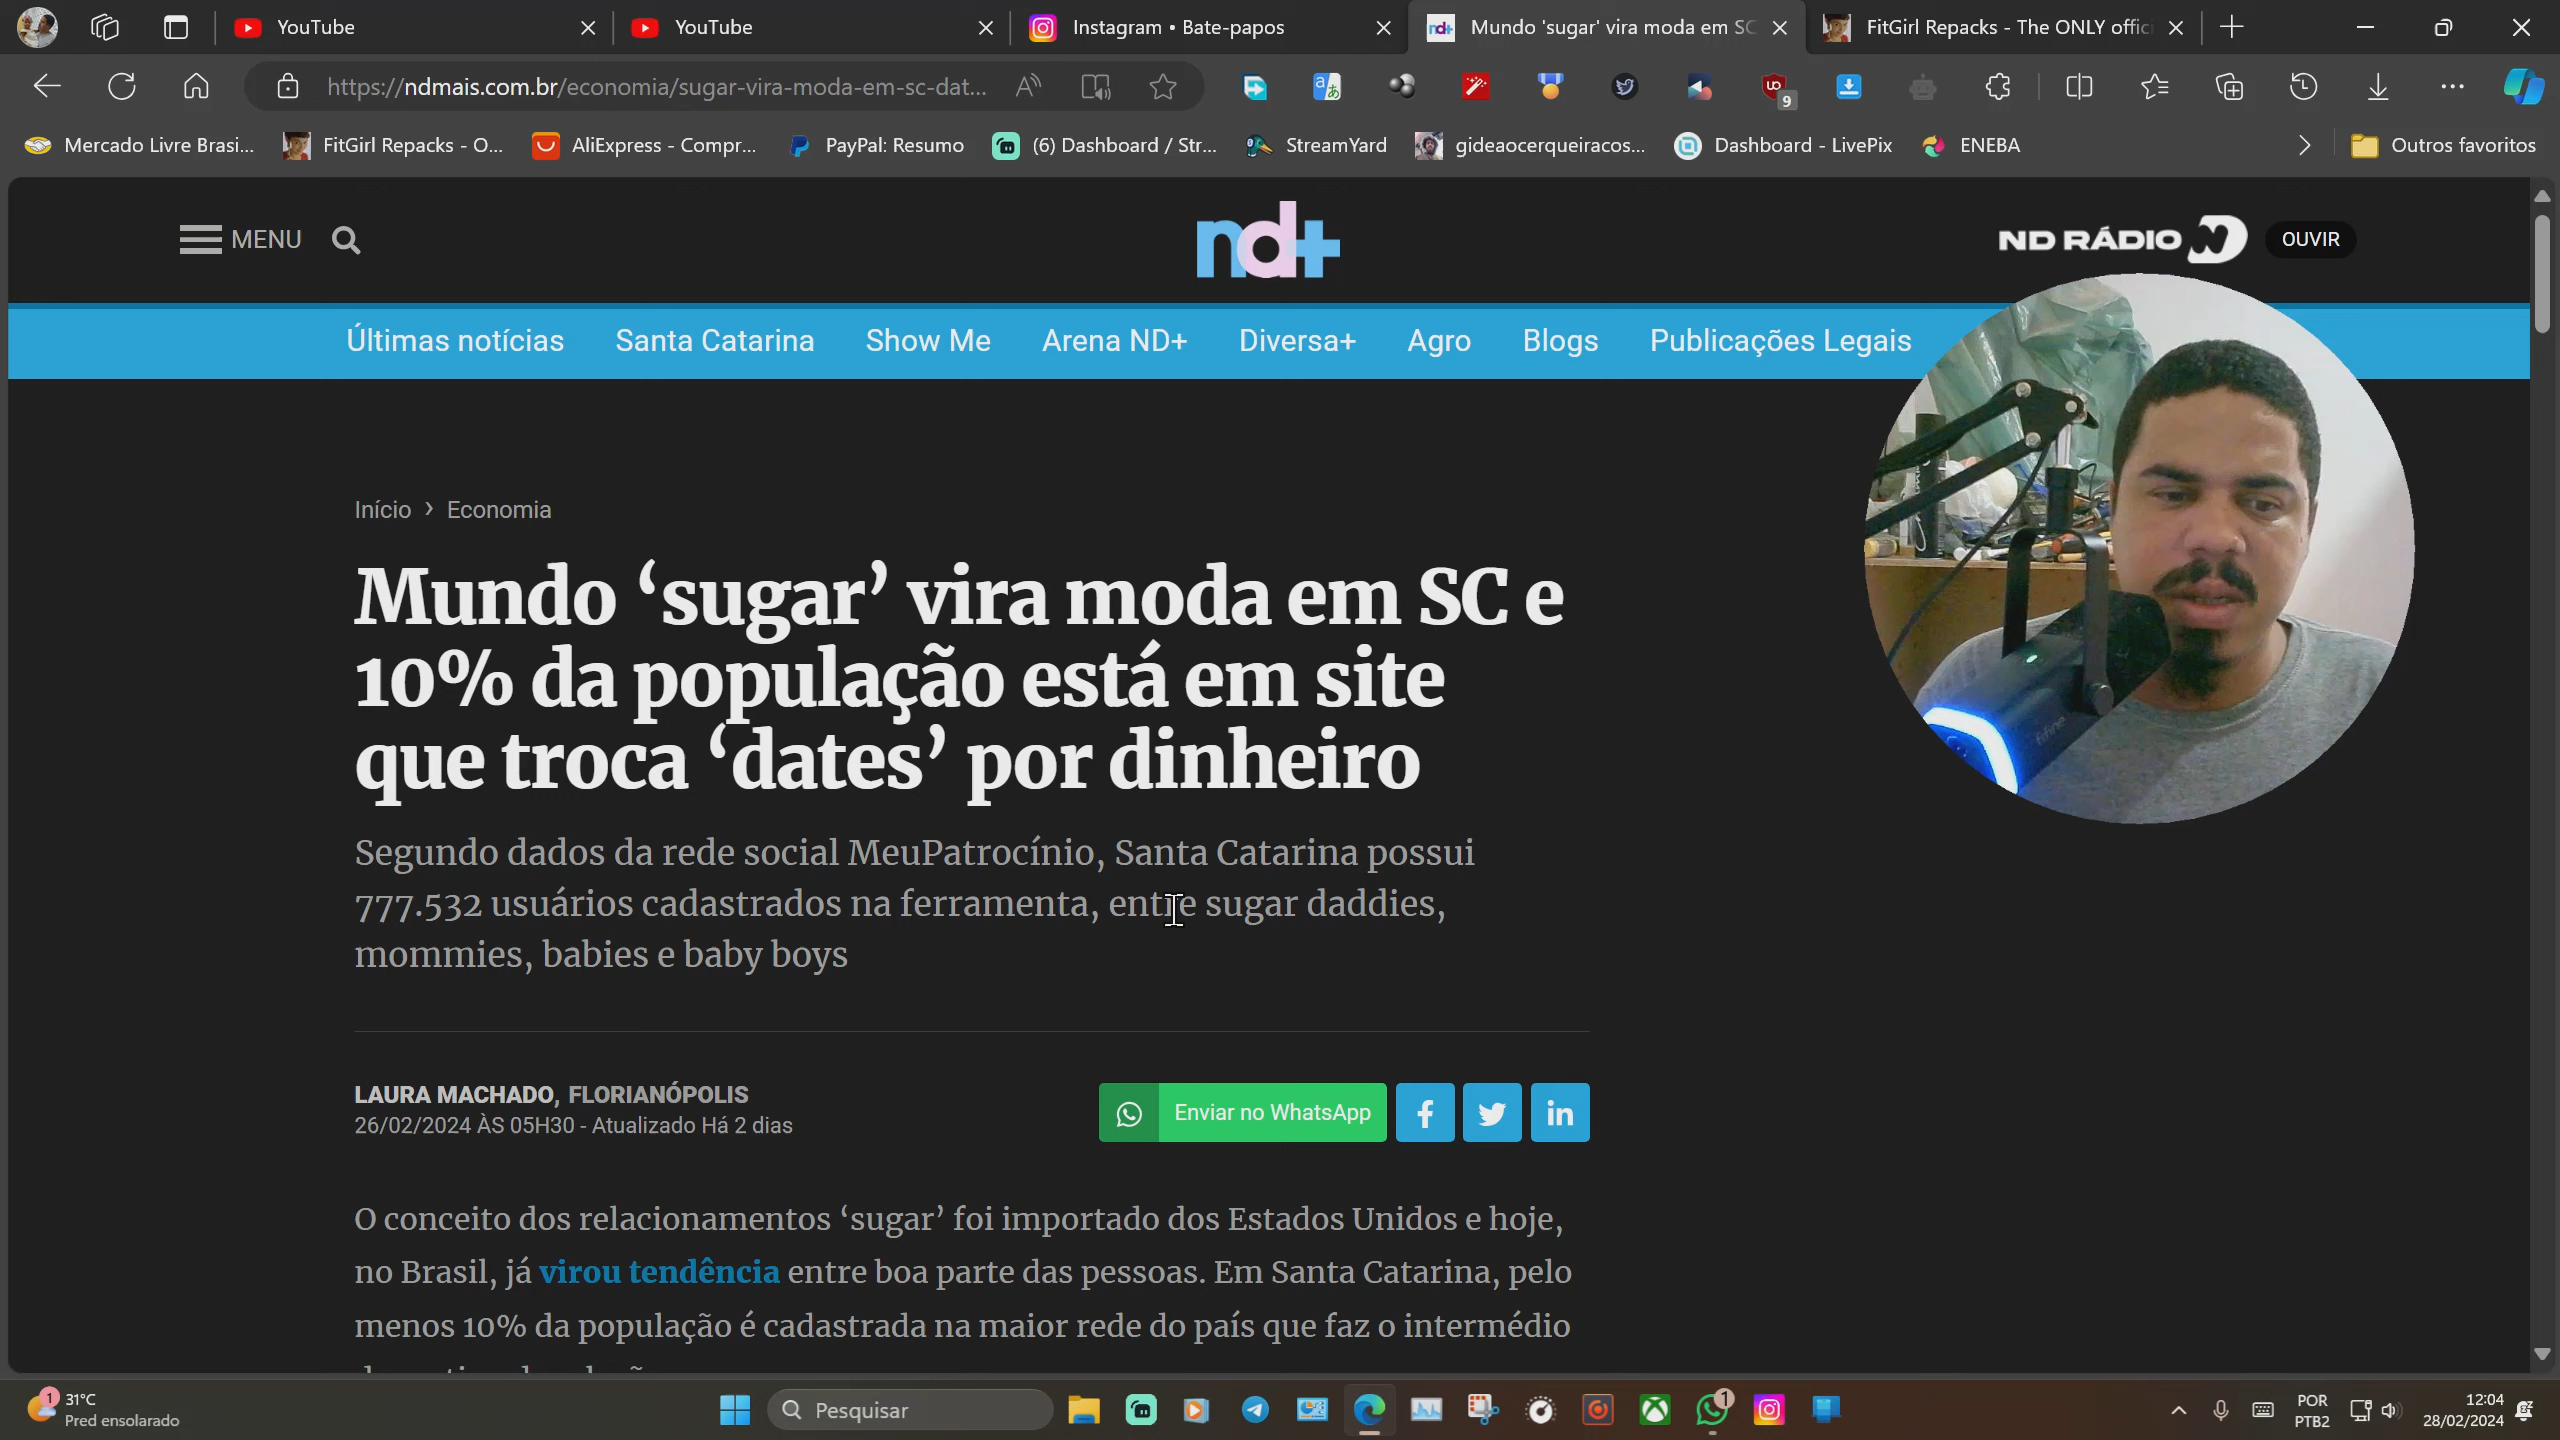 YouTube
YouTube
Instagram • Bate-papos
Mundo 'sugar' vira moda em SC
FitGirl Repacks - The ONLY offic
https://ndmais.com.br/economia/sugar-vira-moda-em-sc-dat...
9
Mercado Livre Brasi...
FitGirl Repacks - O...
AliExpress - Compr...
PayPal: Resumo
(6) Dashboard / Str...
StreamYard
gideaocerqueiracos...
Dashboard - LivePix
ENEBA
Outros favoritos
MENU
nd+
ND RÁDIO
OUVIR
Últimas notícias
Santa Catarina
Show Me
Arena ND+
Diversa+
Agro
Blogs
Publicações Legais
Início › Economia
Mundo ‘sugar’ vira moda em SC e
10% da população está em site
que troca ‘dates’ por dinheiro
Segundo dados da rede social MeuPatrocínio, Santa Catarina possui
777.532 usuários cadastrados na ferramenta, entre sugar daddies,
mommies, babies e baby boys
LAURA MACHADO, FLORIANÓPOLIS
26/02/2024 ÀS 05H30 - Atualizado Há 2 dias
Enviar no WhatsApp
O conceito dos relacionamentos ‘sugar’ foi importado dos Estados Unidos e hoje,
no Brasil, já virou tendência entre boa parte das pessoas. Em Santa Catarina, pelo
menos 10% da população é cadastrada na maior rede do país que faz o intermédio
fifine
1
31°C
Pred ensolarado
Pesquisar
1
POR
PTB2
12:04
28/02/2024